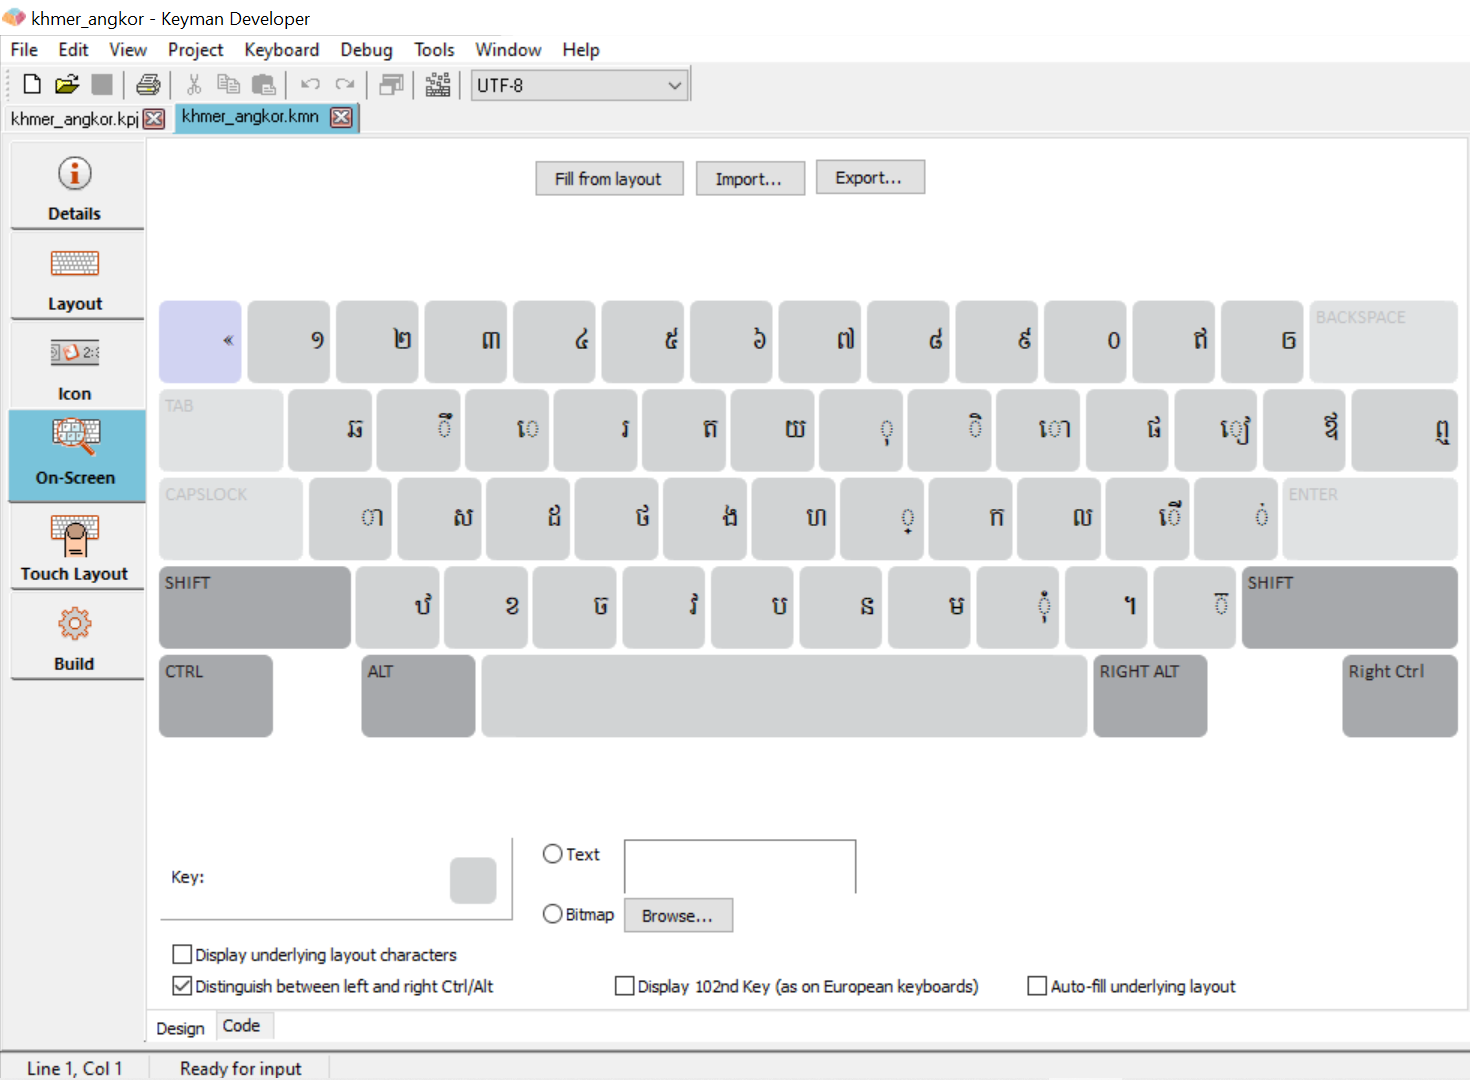 khmer_angkor - Keyman Developer
File Edit View Project Keyboard Debug Tools Window Help
UTF-8
khmer_angkor.kpj khmer_angkor.kmn
Details
Layout
Icon
On-Screen
Touch Layout
Build
Fill from layout Import... Export...
« ១ ២ ៣ ៤ ៥ ៦ ៧ ៨ ៩ ០ ឥ ឲ BACKSPACE
TAB ឆ ឹ េ រ ត យ ុ ិ ោ ផ ៀ ឪ ឮ
CAPSLOCK ា ស ដ ថ ង ហ ្ ក ល ើ ់ ENTER
SHIFT ឋ ខ ច វ ប ន ម ុំ ។ ៊ SHIFT
CTRL ALT RIGHT ALT Right Ctrl
Key:
Text
Bitmap Browse...
Display underlying layout characters
Distinguish between left and right Ctrl/Alt Display 102nd Key (as on European keyboards) Auto-fill underlying layout
Design Code
Line 1, Col 1 Ready for input